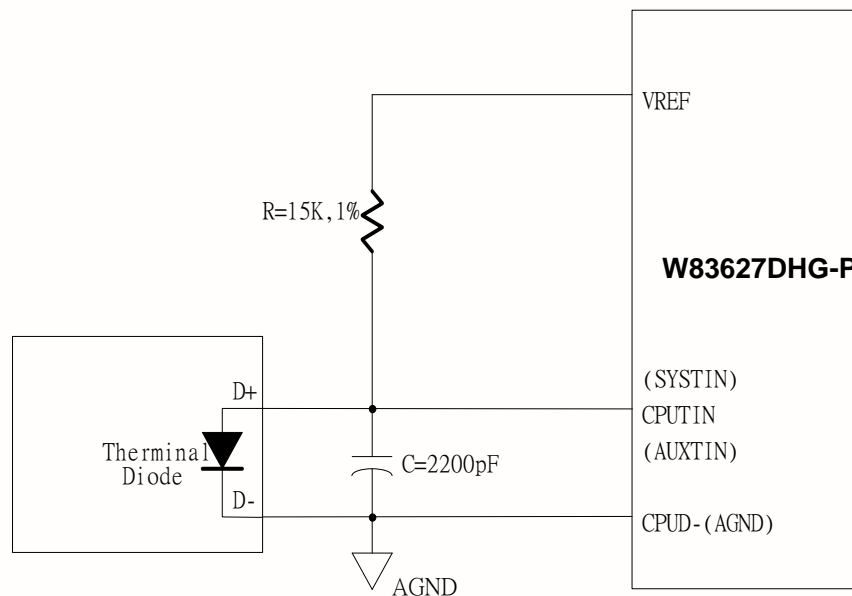 VREF
R=15K,1%
W83627DHG-P
(SYSTIN)
D+
CPUTIN
(AUXTIN)
Therminal
Diode
C=2200pF
D-
CPUD-(AGND)
AGND